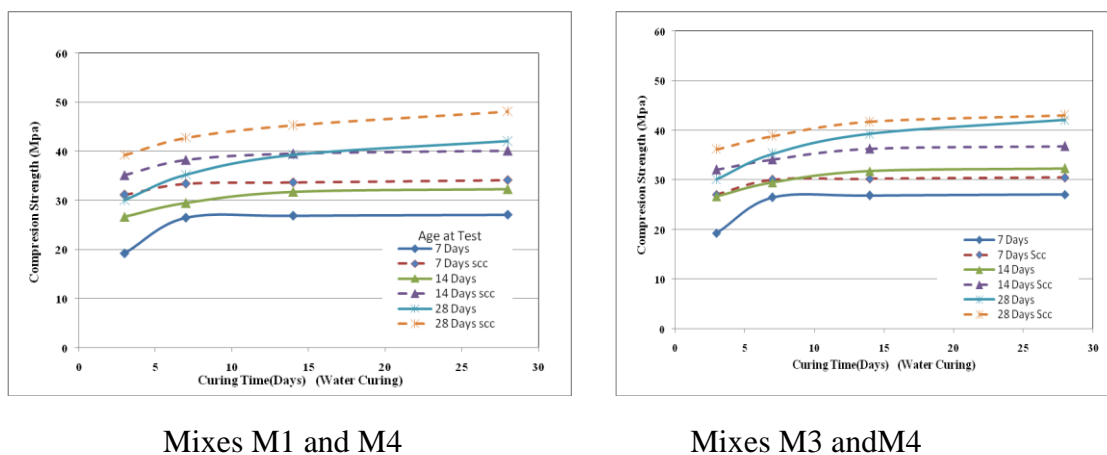 60
50
40
30
20
10
0
Compresion Strength (Mpa)
Age at Test
7 Days
7 Days scc
14 Days
14 Days scc
28 Days
28 Days scc
0 5 10 15 20 25 30
Curing Time(Days) (Water Curing)
Mixes M1 and M4
60
50
40
30
20
10
0
Compresion Strength (Mpa)
7 Days
7 Days Scc
14 Days
14 Days Scc
28 Days
28 Days Scc
0 5 10 15 20 25 30
Curing Time(Days) (Water Curing)
Mixes M3 andM4